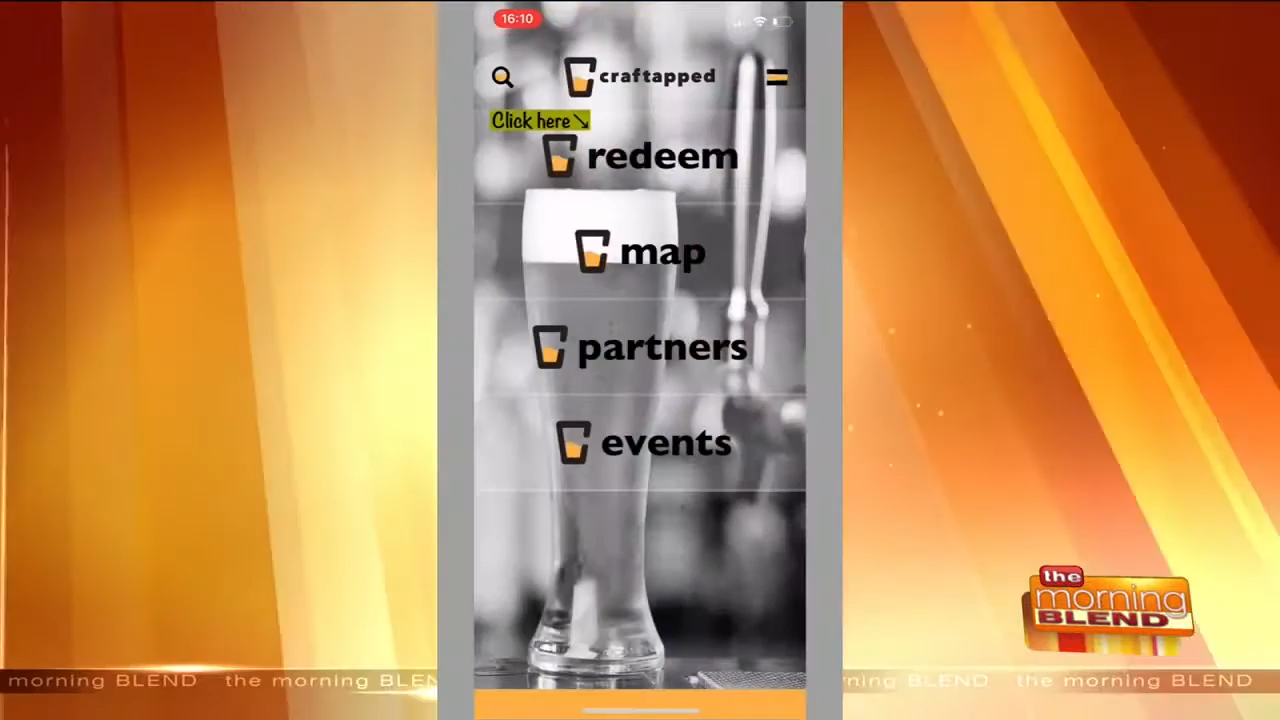 16:10
craftapped
Click here ↘
redeem
map
partners
events
the
morning
BLEND
morning BLEND the morning BLEN
ning BLEND the morning BLEND